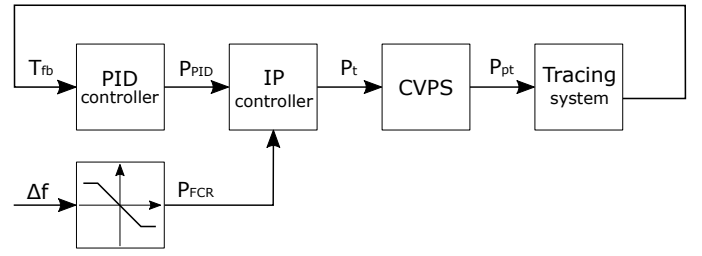 T_fb
PID
controller
P_PID
IP
controller
P_t
CVPS
P_pt
Tracing
system
Δf
P_FCR